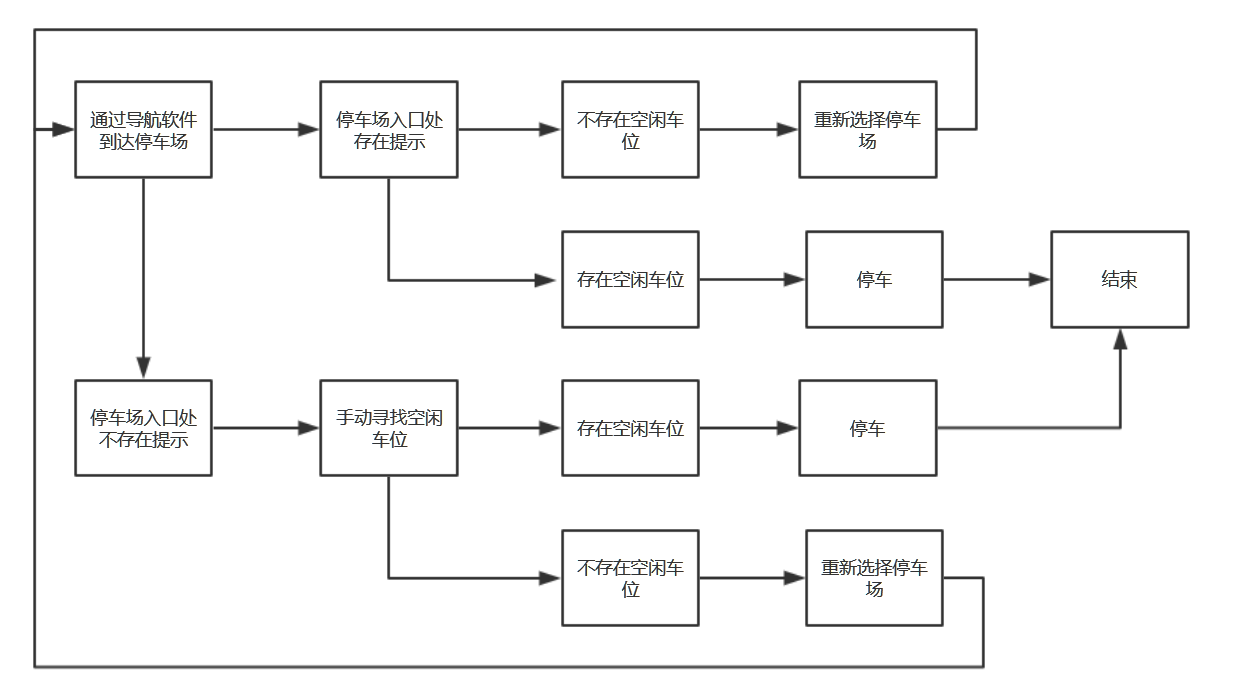 通过导航软件
到达停车场
停车场入口处
存在提示
不存在空闲车
位
重新选择停车
场
存在空闲车位
停车
结束
停车场入口处
不存在提示
手动寻找空闲
车位
存在空闲车位
停车
不存在空闲车
位
重新选择停车
场